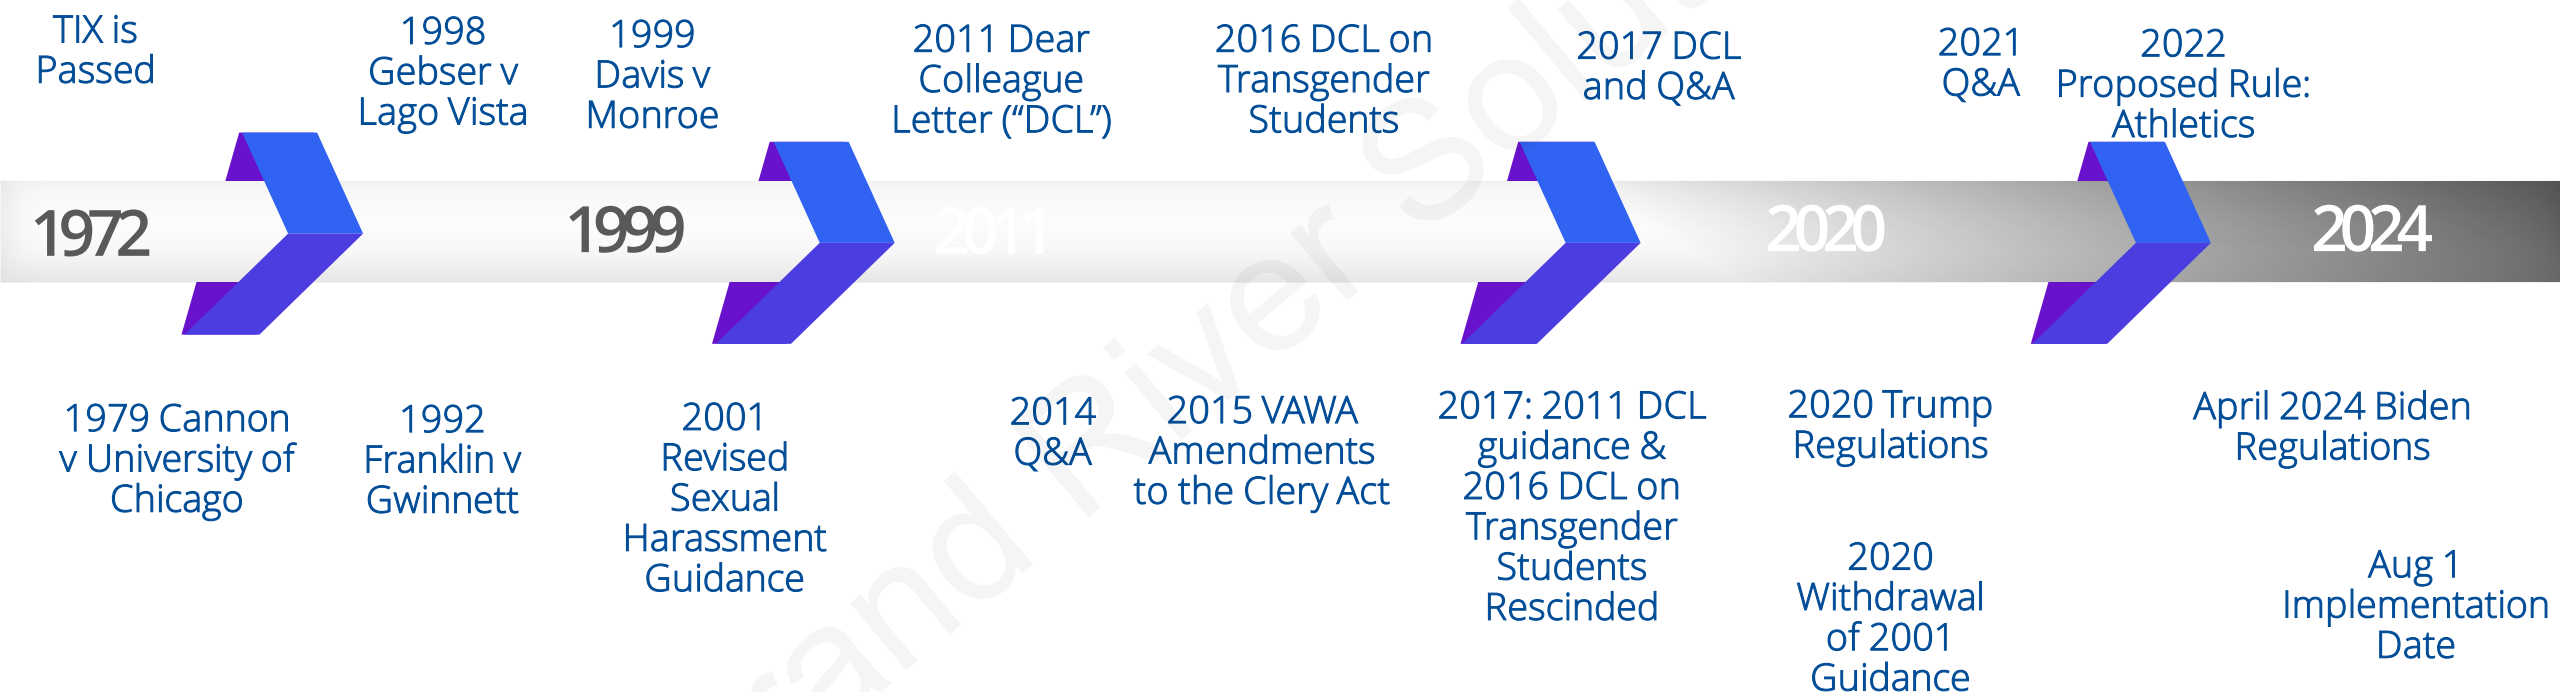 TIX is
Passed
1998
Gebser v
Lago Vista
1999
Davis v
Monroe
2011 Dear
Colleague
Letter (“DCL”)
2016 DCL on
Transgender
Students
2017 DCL
and Q&A
2021
Q&A
2022
Proposed Rule:
Athletics
1972
1999
2011
2020
2024
1979 Cannon
v University of
Chicago
1992
Franklin v
Gwinnett
2001
Revised
Sexual
Harassment
Guidance
2014
Q&A
2015 VAWA
Amendments
to the Clery Act
2017: 2011 DCL
guidance &
2016 DCL on
Transgender
Students
Rescinded
2020 Trump
Regulations
2020
Withdrawal
of 2001
Guidance
April 2024 Biden
Regulations
Aug 1
Implementation
Date
River